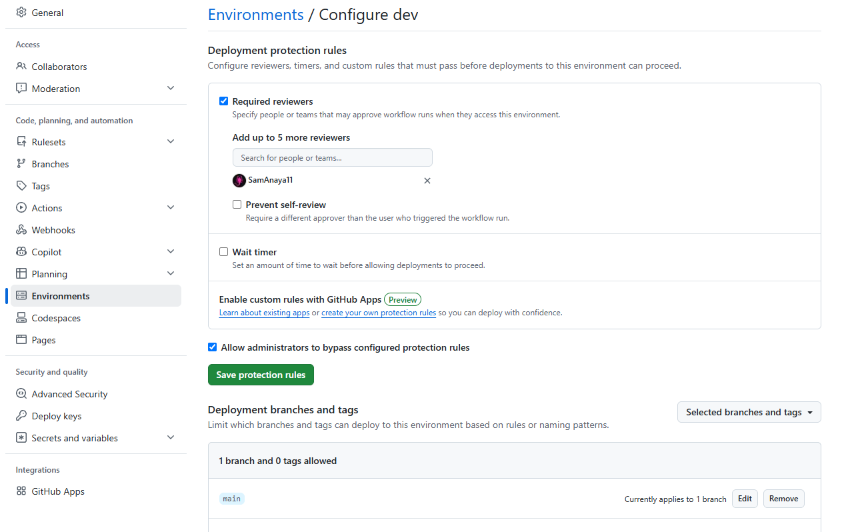 General
Access
Collaborators
Moderation
Code, planning, and automation
Rulesets
Branches
Tags
Actions
Webhooks
Copilot
Planning
Environments
Codespaces
Pages
Security and quality
Advanced Security
Deploy keys
Secrets and variables
Integrations
GitHub Apps
Environments / Configure dev
Deployment protection rules
Configure reviewers, timers, and custom rules that must pass before deployments to this environment can proceed.
Required reviewers
Specify people or teams that may approve workflow runs when they access this environment.
Add up to 5 more reviewers
Search for people or teams...
SamAnaya11
Prevent self-review
Require a different approver than the user who triggered the workflow run.
Wait timer
Set an amount of time to wait before allowing deployments to proceed.
Enable custom rules with GitHub Apps Preview
Learn about existing apps or create your own protection rules so you can deploy with confidence.
Allow administrators to bypass configured protection rules
Save protection rules
Deployment branches and tags
Selected branches and tags
Limit which branches and tags can deploy to this environment based on rules or naming patterns.
1 branch and 0 tags allowed
main Currently applies to 1 branch Edit Remove